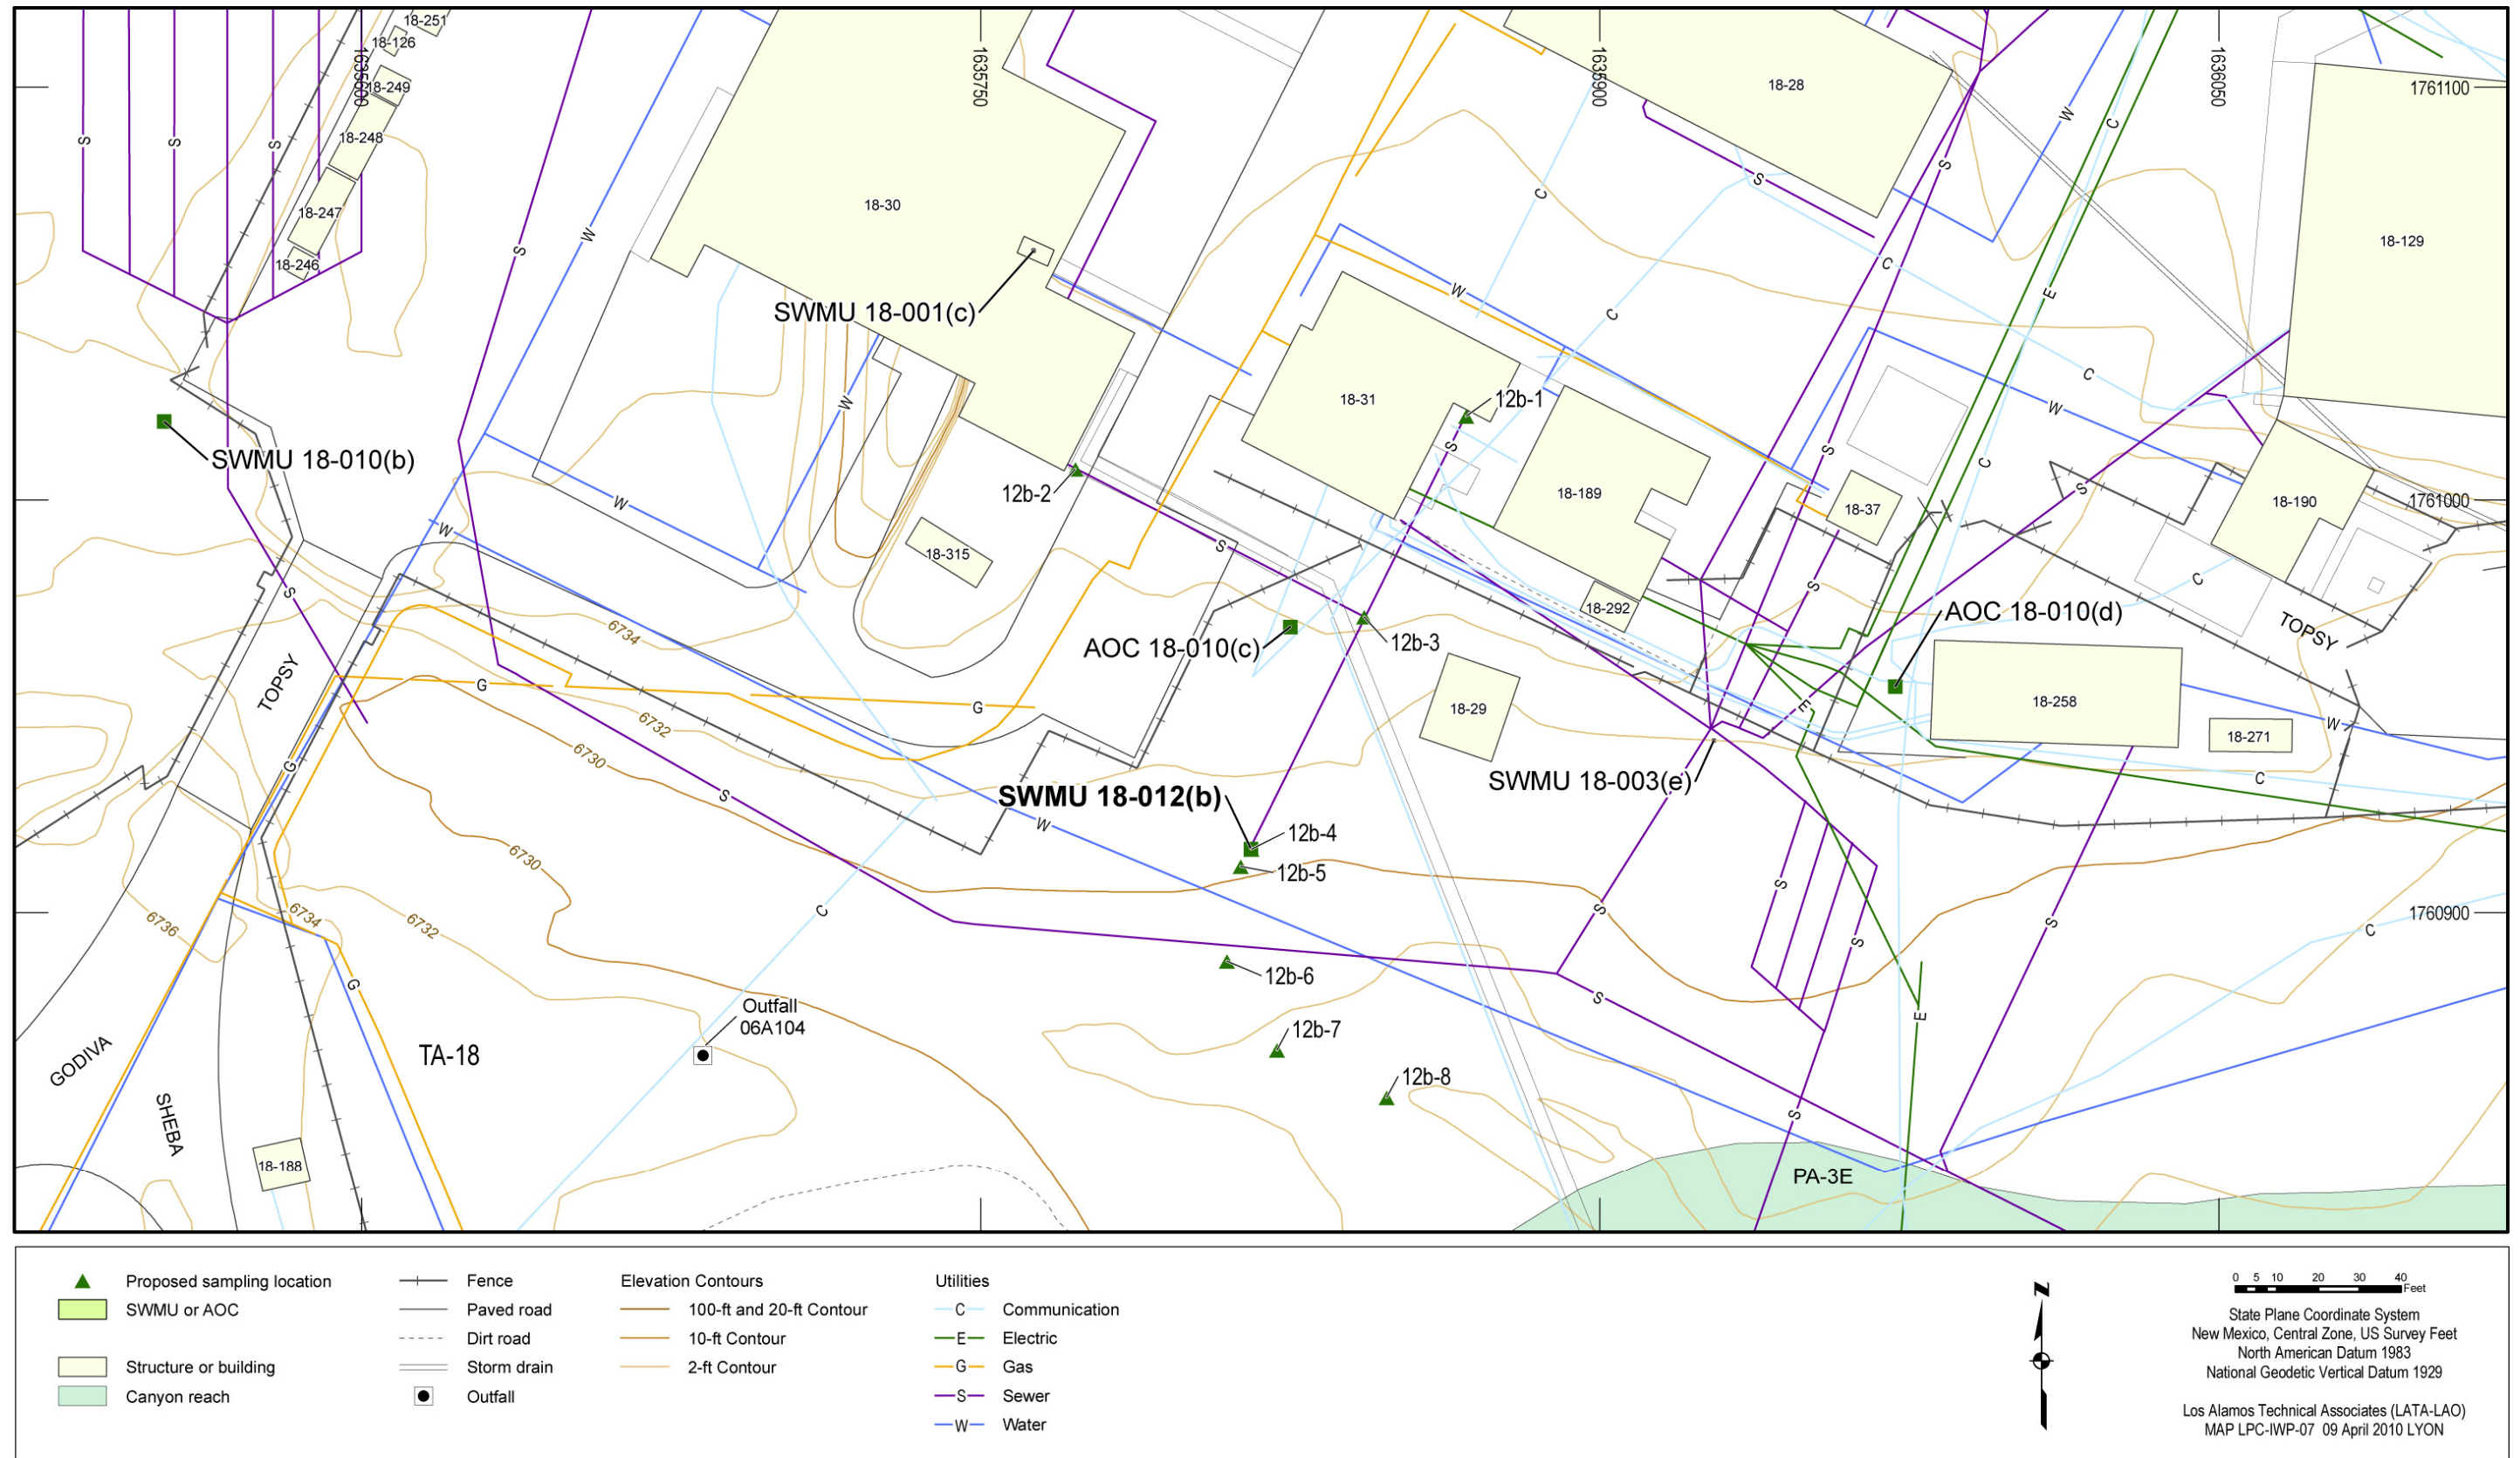 18-251
18-126
1635600
18-249
18-248
18-247
18-246
S
S
S
S
W
18-30
1635750
SWMU 18-001(c)
1635900
18-28
1636050
1761100
W
C
S
S
C
C
E
18-129
C
W
C
C
W
18-31
12b-1
S
W
SWMU 18-010(b)
12b-2
W
W
18-189
S
C
18-37
S
18-190
1761000
18-315
S
S
S
C
18-292
AOC 18-010(d)
TOPSY
6734
AOC 18-010(c)
12b-3
TOPSY
G
G
18-29
E
18-258
W
18-271
6732
6730
G
S
SWMU 18-012(b)
W
SWMU 18-003(e)
C
12b-4
12b-5
6730
6736
6734
6732
C
S
S
S
S
C
1760900
G
12b-6
S
Outfall
06A104
12b-7
E
GODIVA
TA-18
12b-8
SHEBA
S
18-188
PA-3E
Proposed sampling location
SWMU or AOC
Structure or building
Canyon reach
Fence
Paved road
Dirt road
Storm drain
Outfall
Elevation Contours
100-ft and 20-ft Contour
10-ft Contour
2-ft Contour
Utilities
C Communication
E Electric
G Gas
S Sewer
W Water
N
0 5 10 20 30 40
Feet
State Plane Coordinate System
New Mexico, Central Zone, US Survey Feet
North American Datum 1983
National Geodetic Vertical Datum 1929
Los Alamos Technical Associates (LATA-LAO)
MAP LPC-IWP-07 09 April 2010 LYON